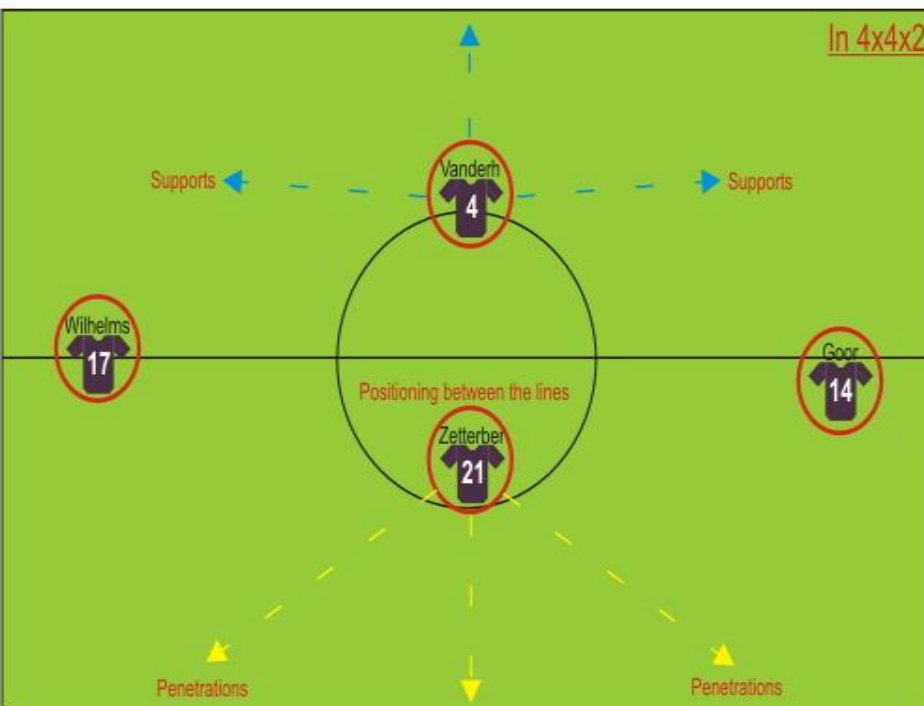 In 4x4x2
Vanderh
4
Supports
Supports
Wilhelms
17
Goor
14
Positioning between the lines
Zetterber
21
Penetrations
Penetrations